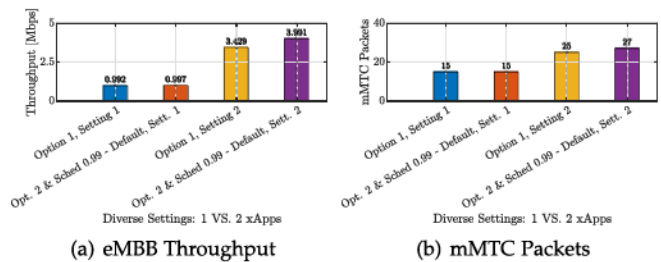 Throughput [Mbps]
5
2.5
0
0.992
0.997
3.429
3.991
Option 1, Setting 1
Opt. 2 & Sched 0.99 - Default, Sett. 1
Option 1, Setting 2
Opt. 2 & Sched 0.99 - Default, Sett. 2
Diverse Settings: 1 VS. 2 xApps
(a) eMBB Throughput
mMTC Packets
40
20
0
15
15
25
27
Option 1, Setting 1
Opt. 2 & Sched 0.99 - Default, Sett. 1
Option 1, Setting 2
Opt. 2 & Sched 0.99 - Default, Sett. 2
Diverse Settings: 1 VS. 2 xApps
(b) mMTC Packets